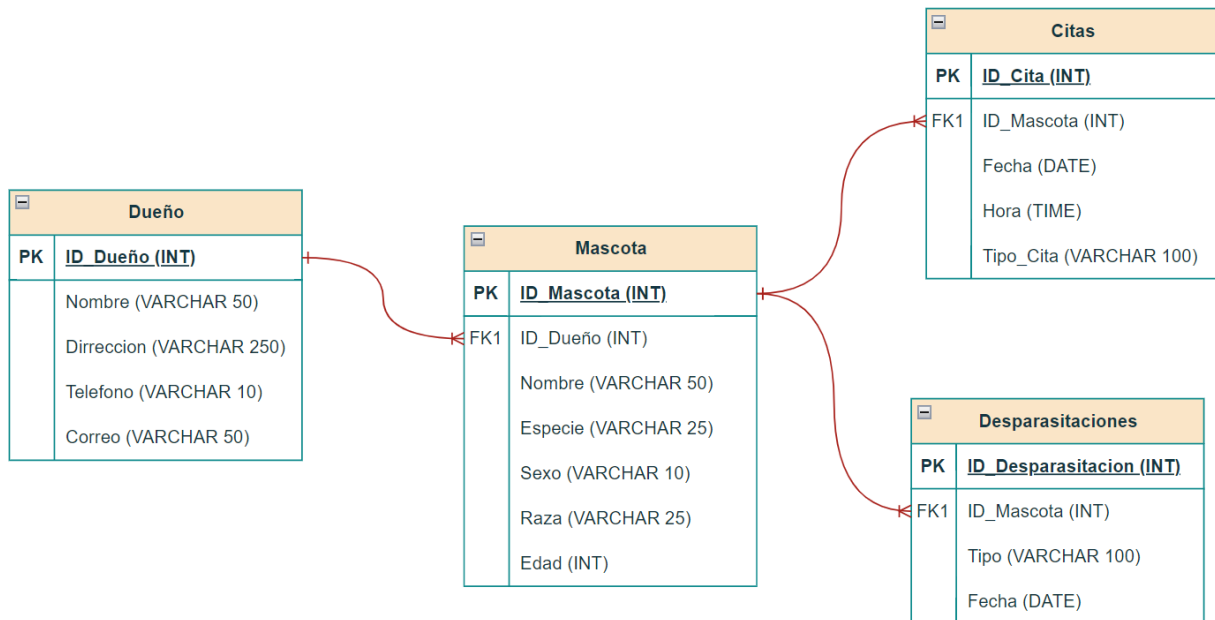 Dueño
PK ID_Dueño (INT)
Nombre (VARCHAR 50)
Dirreccion (VARCHAR 250)
Telefono (VARCHAR 10)
Correo (VARCHAR 50)
Mascota
PK ID_Mascota (INT)
FK1 ID_Dueño (INT)
Nombre (VARCHAR 50)
Especie (VARCHAR 25)
Sexo (VARCHAR 10)
Raza (VARCHAR 25)
Edad (INT)
Citas
PK ID_Cita (INT)
FK1 ID_Mascota (INT)
Fecha (DATE)
Hora (TIME)
Tipo_Cita (VARCHAR 100)
Desparasitaciones
PK ID_Desparasitacion (INT)
FK1 ID_Mascota (INT)
Tipo (VARCHAR 100)
Fecha (DATE)